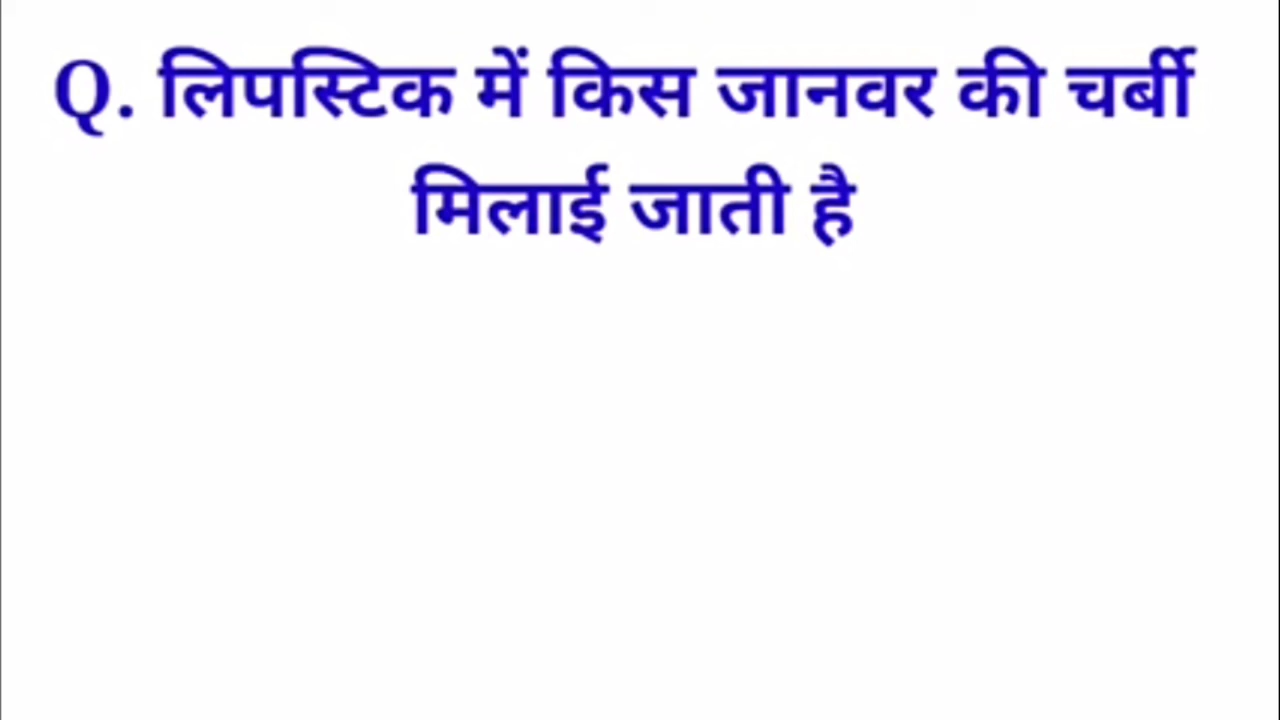 Q. लिपस्टिक में किस जानवर की चर्बी
मिलाई जाती है